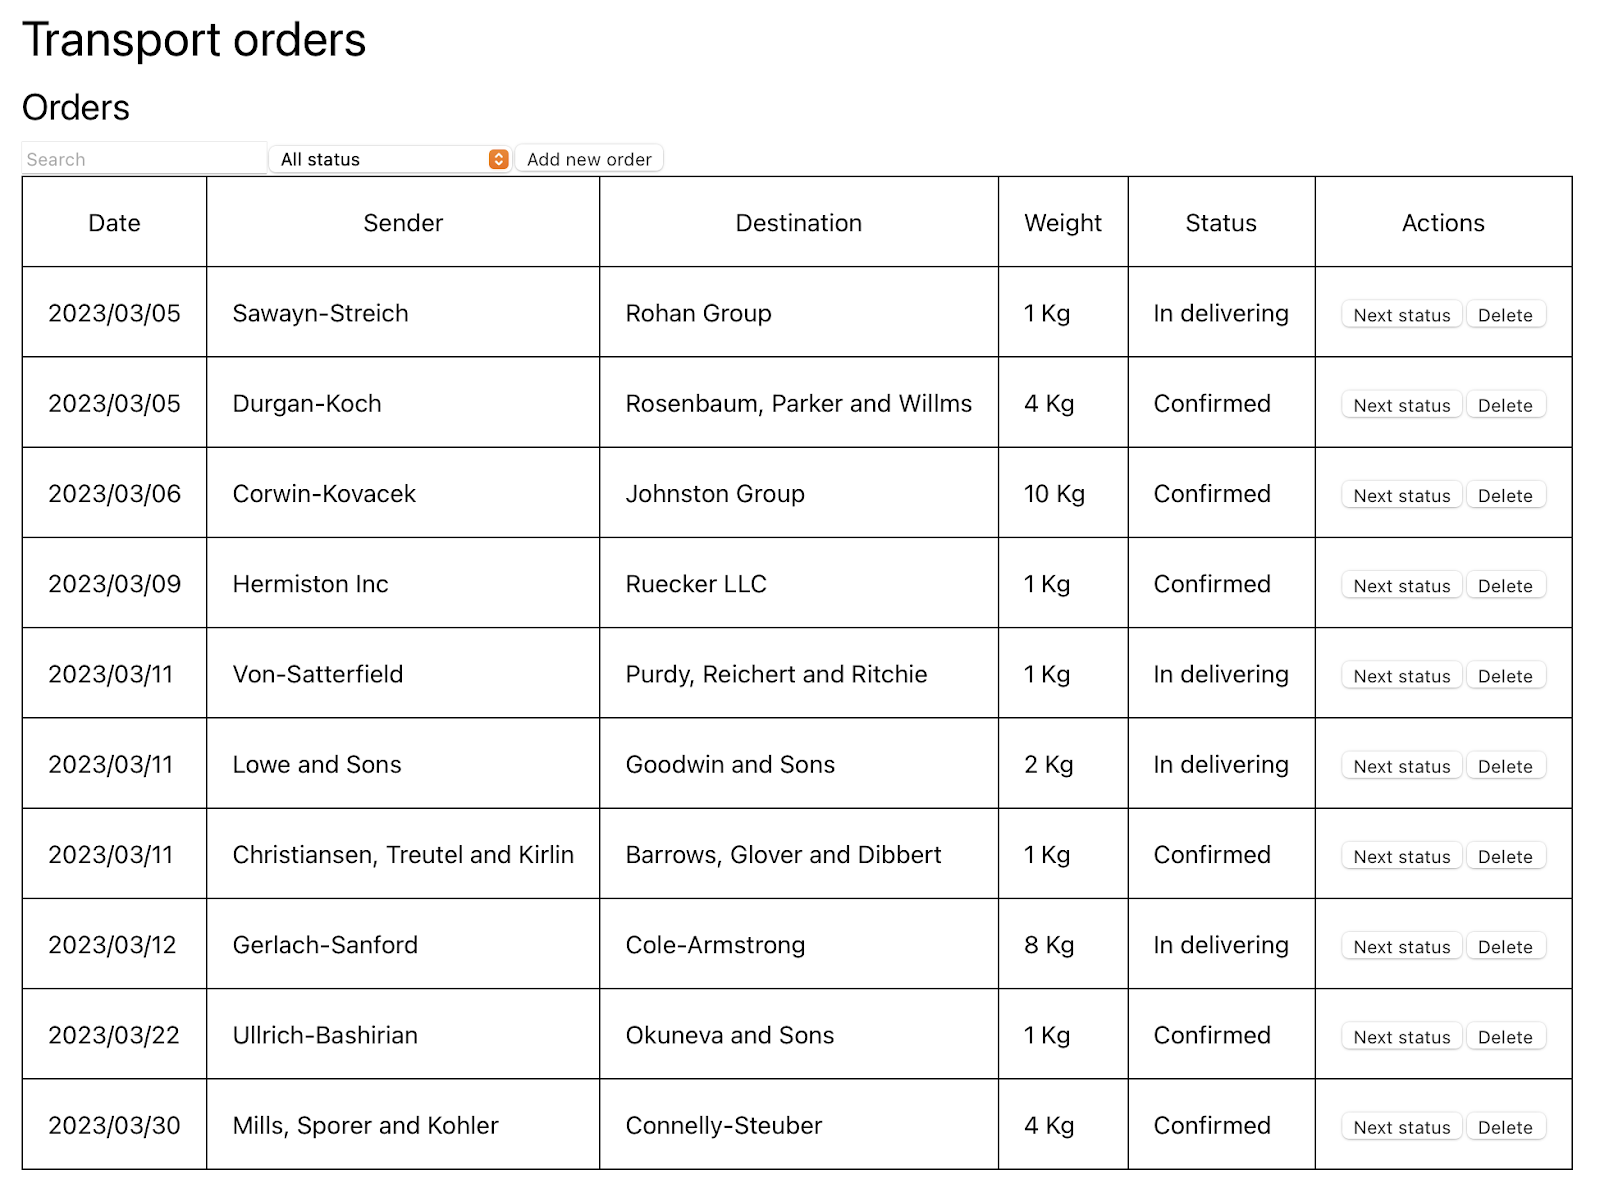 Transport orders
Orders
Search All status Add new order
Date Sender Destination Weight Status Actions
2023/03/05 Sawayn-Streich Rohan Group 1 Kg In delivering Next status Delete
2023/03/05 Durgan-Koch Rosenbaum, Parker and Willms 4 Kg Confirmed Next status Delete
2023/03/06 Corwin-Kovacek Johnston Group 10 Kg Confirmed Next status Delete
2023/03/09 Hermiston Inc Ruecker LLC 1 Kg Confirmed Next status Delete
2023/03/11 Von-Satterfield Purdy, Reichert and Ritchie 1 Kg In delivering Next status Delete
2023/03/11 Lowe and Sons Goodwin and Sons 2 Kg In delivering Next status Delete
2023/03/11 Christiansen, Treutel and Kirlin Barrows, Glover and Dibbert 1 Kg Confirmed Next status Delete
2023/03/12 Gerlach-Sanford Cole-Armstrong 8 Kg In delivering Next status Delete
2023/03/22 Ullrich-Bashirian Okuneva and Sons 1 Kg Confirmed Next status Delete
2023/03/30 Mills, Sporer and Kohler Connelly-Steuber 4 Kg Confirmed Next status Delete